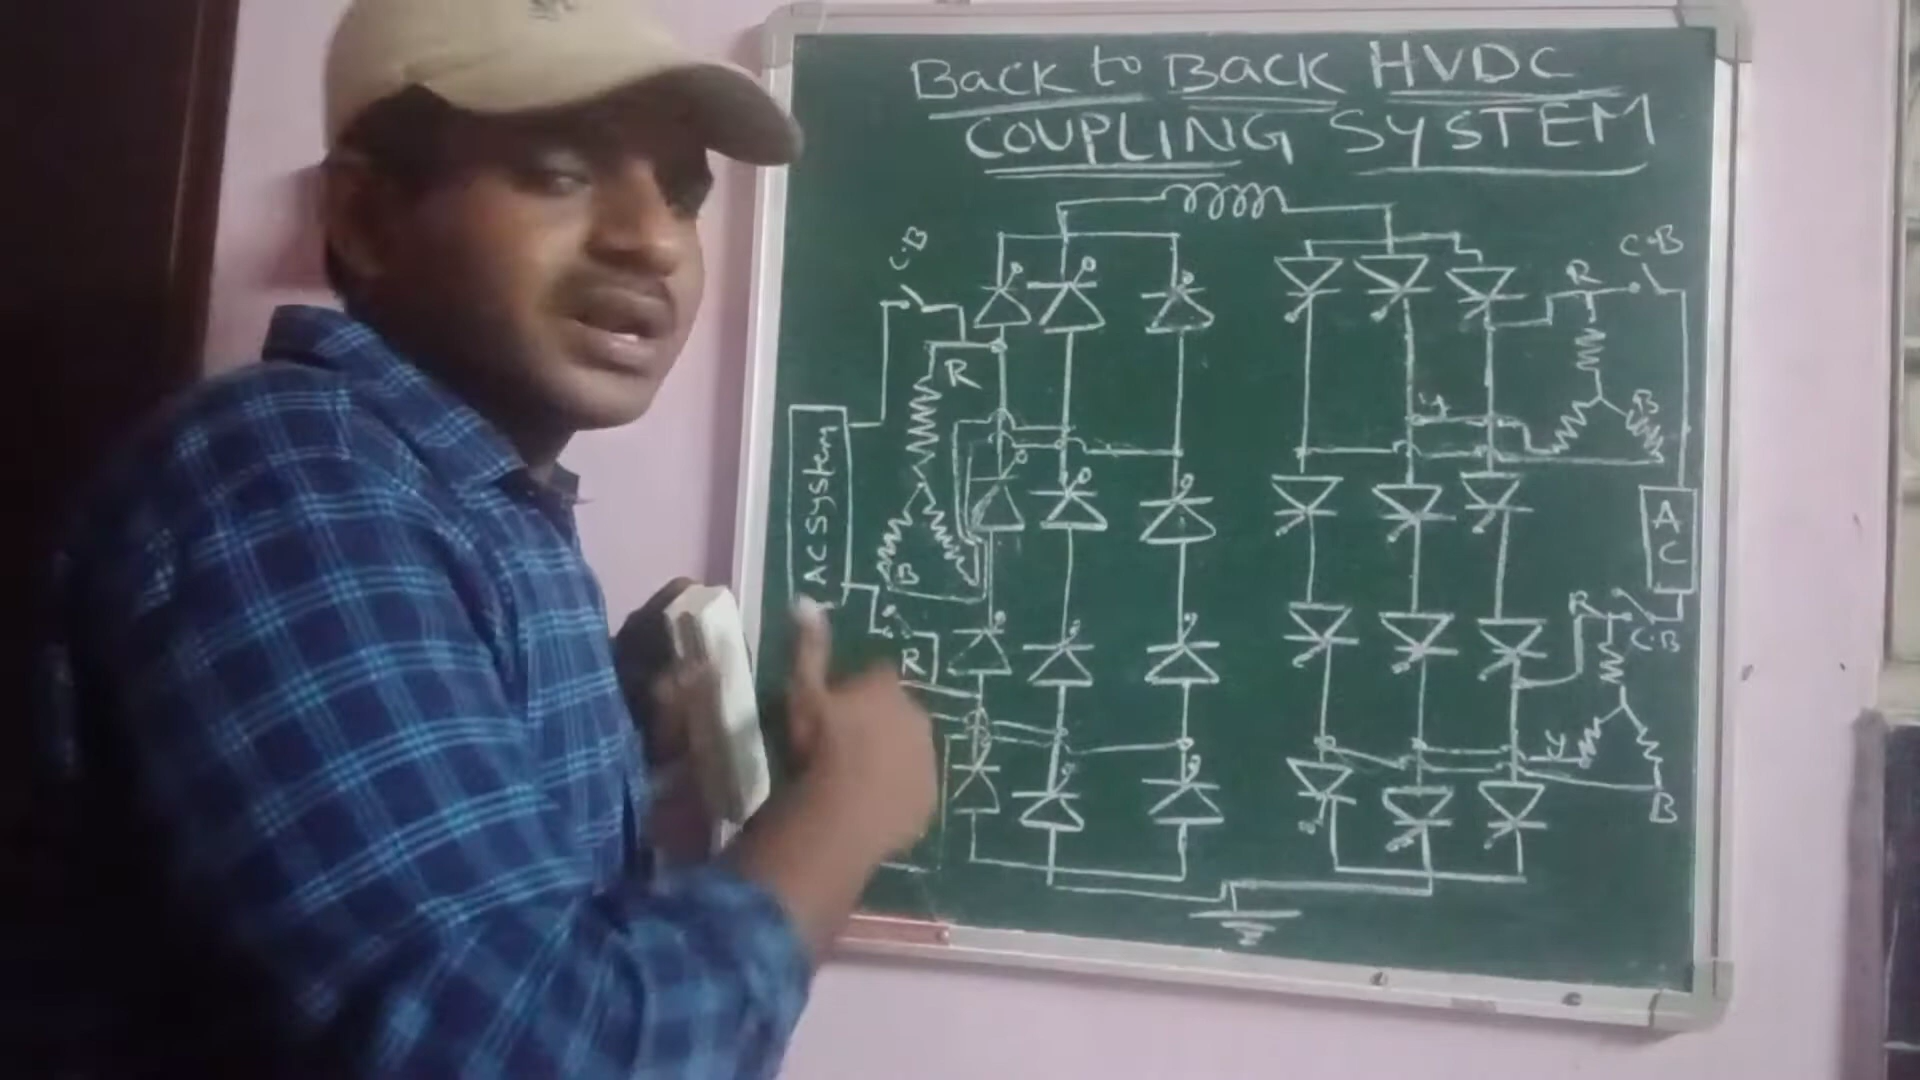 Back to Back HVDC
COUPLING SYSTEM
C·B
C·B
R
R
y
B
AC System
A
C
B
R
R
C·B
y
B